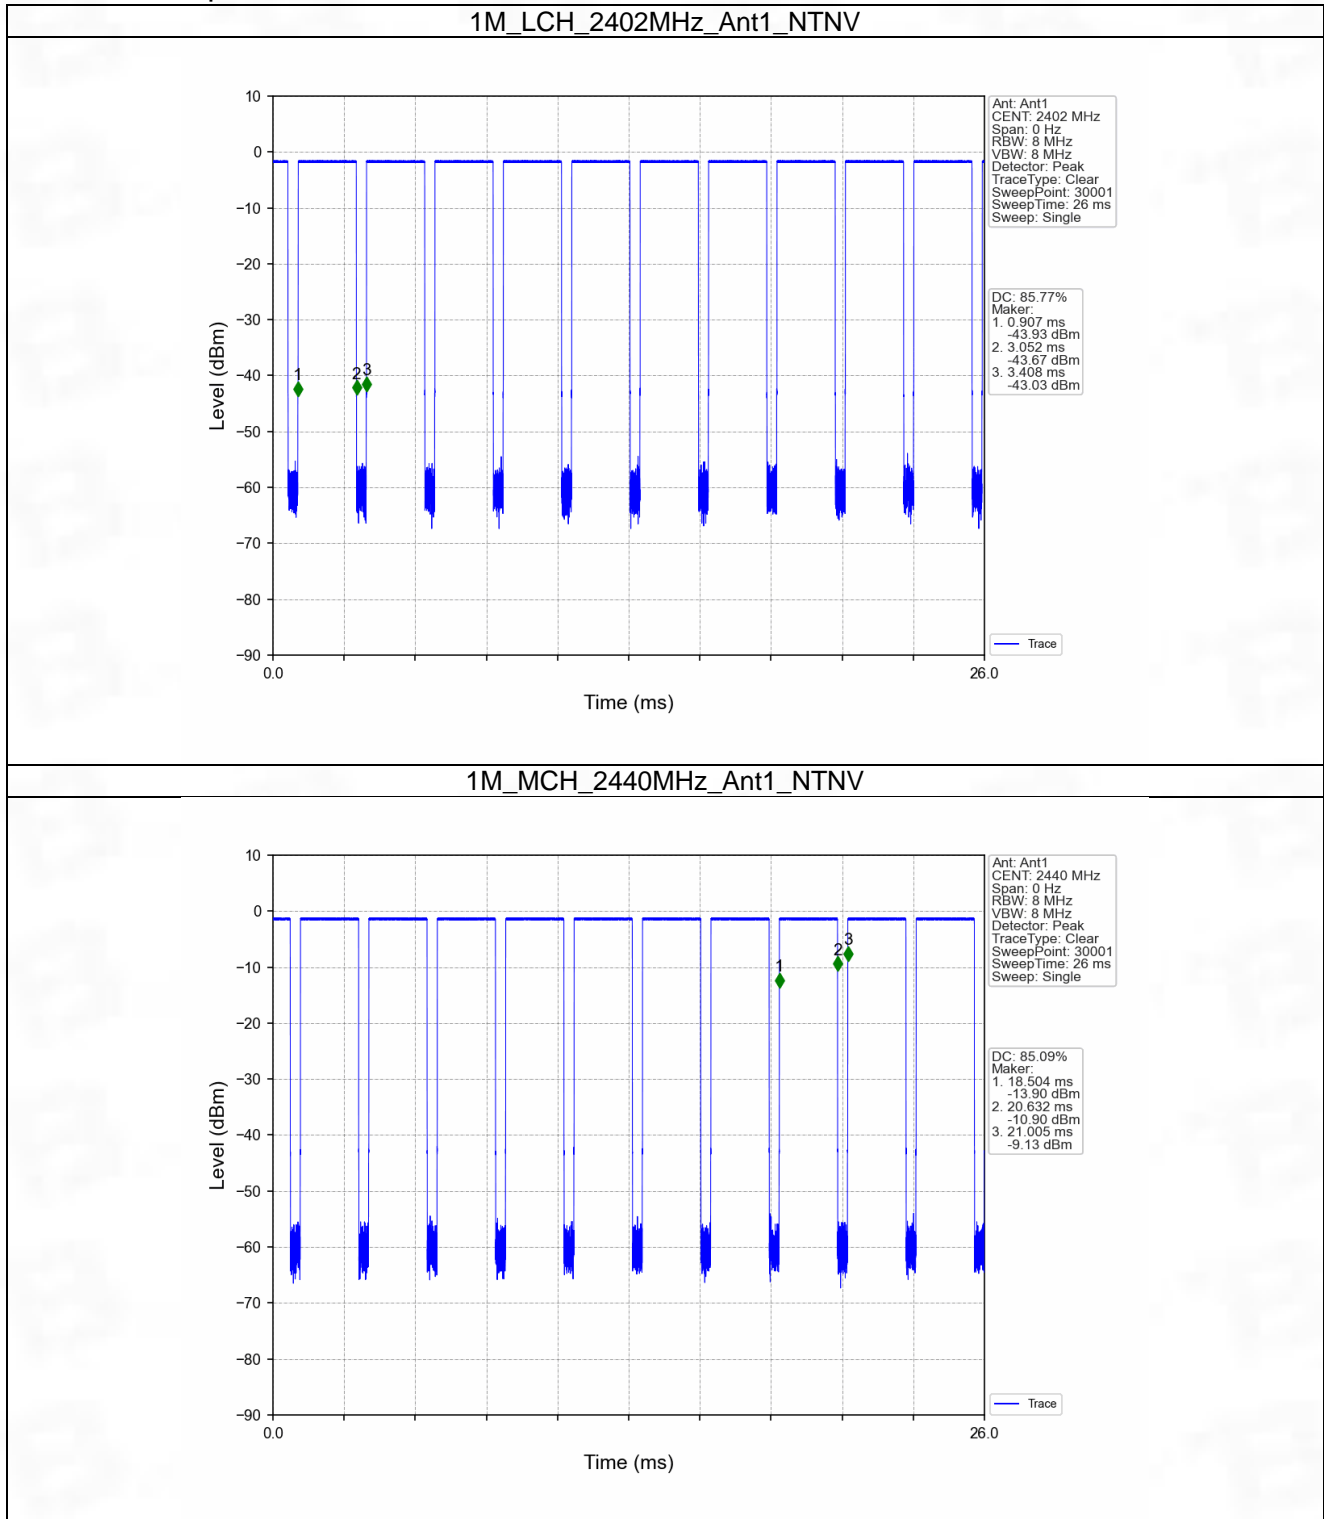 1M_LCH_2402MHz_Ant1_NTNV
10
0
−10
−20
−30
−40
−50
−60
−70
−80
−90
Level (dBm)
1
2
3
0.0
26.0
Time (ms)
Ant: Ant1
CENT: 2402 MHz
Span: 0 Hz
RBW: 8 MHz
VBW: 8 MHz
Detector: Peak
TraceType: Clear
SweepPoint: 30001
SweepTime: 26 ms
Sweep: Single
DC: 85.77%
Maker:
1. 0.907 ms
-43.93 dBm
2. 3.052 ms
-43.67 dBm
3. 3.408 ms
-43.03 dBm
Trace
1M_MCH_2440MHz_Ant1_NTNV
10
0
−10
−20
−30
−40
−50
−60
−70
−80
−90
Level (dBm)
1
2
3
0.0
26.0
Time (ms)
Ant: Ant1
CENT: 2440 MHz
Span: 0 Hz
RBW: 8 MHz
VBW: 8 MHz
Detector: Peak
TraceType: Clear
SweepPoint: 30001
SweepTime: 26 ms
Sweep: Single
DC: 85.09%
Maker:
1. 18.504 ms
-13.90 dBm
2. 20.632 ms
-10.90 dBm
3. 21.005 ms
-9.13 dBm
Trace